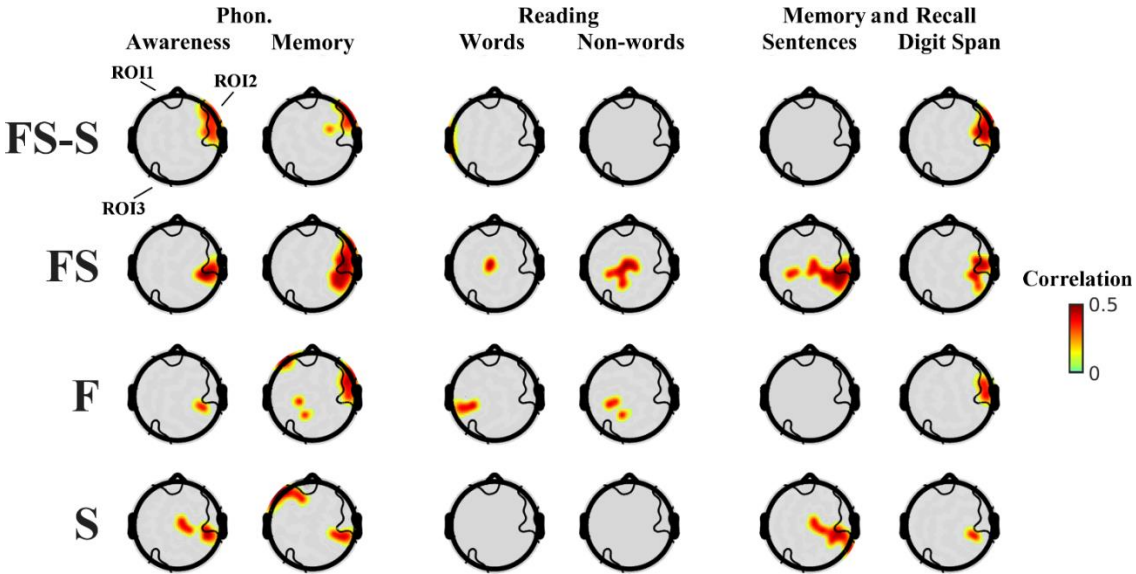 Phon. Reading Memory and Recall
Awareness Memory Words Non-words Sentences Digit Span
ROI1 ROI2
FS-S
ROI3
FS
Correlation
0.5
0
F
S